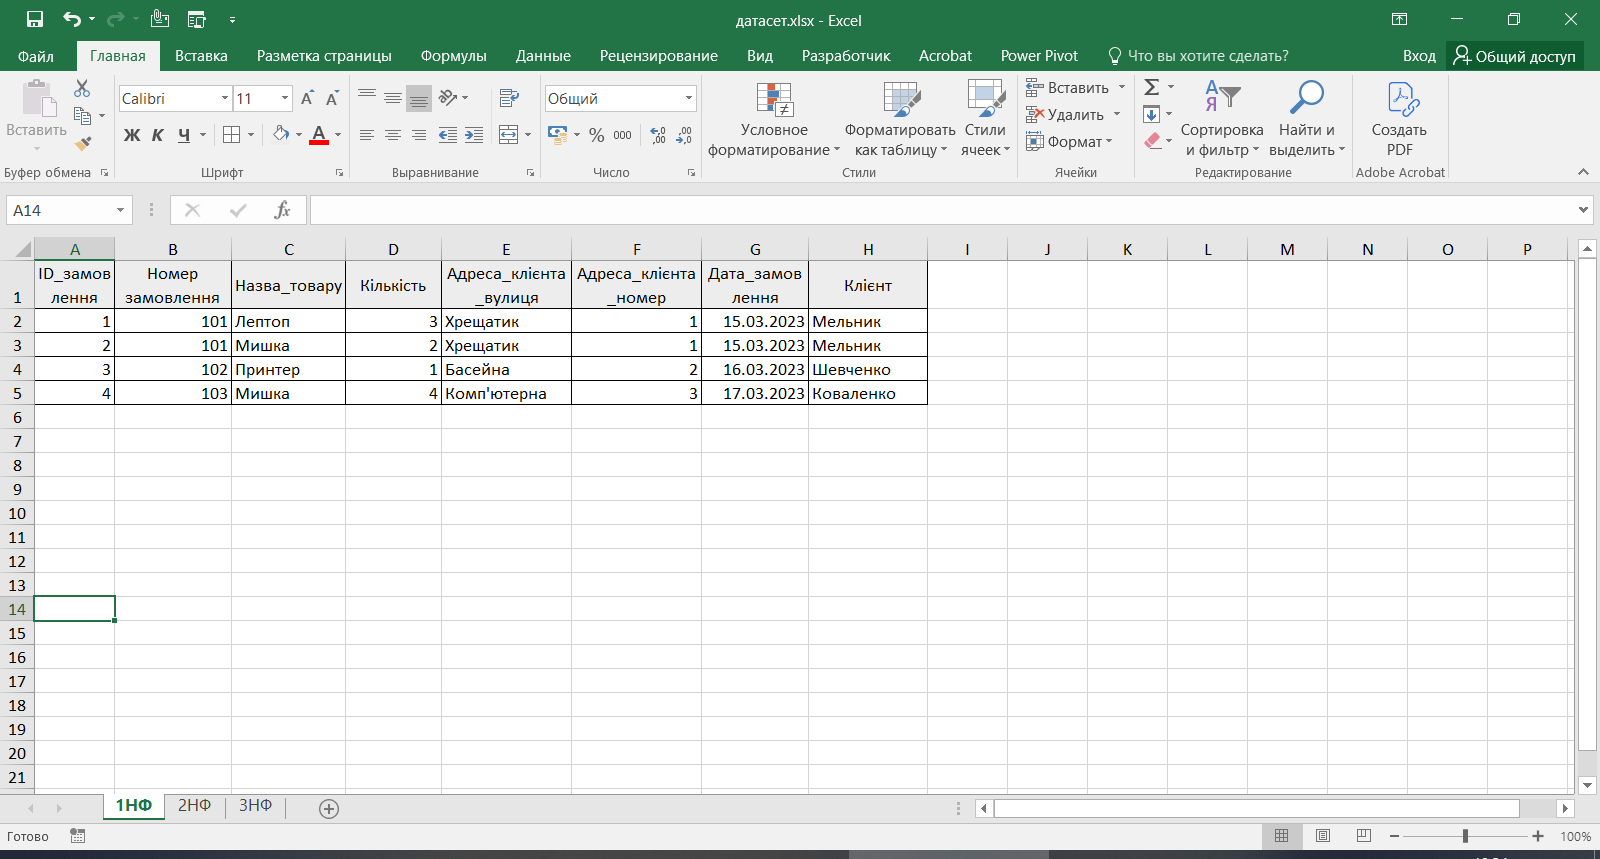 датасет.xlsx - Excel
Файл Главная Вставка Разметка страницы Формулы Данные Рецензирование Вид Разработчик Acrobat Power Pivot Что вы хотите сделать? Вход Общий доступ
Вставить
Буфер обмена
Calibri 11
Ж К Ч А
Шрифт
Выравнивание
Общий
% 000
Число
Условное форматирование
Форматировать как таблицу
Стили ячеек
Стили
Вставить
Удалить
Формат
Ячейки
Сортировка и фильтр
Найти и выделить
Редактирование
Создать PDF
Adobe Acrobat
A14 fx
A B C D E F G H I J K L M N O P
1 ID_замовлення Номер замовлення Назва_товару Кількість Адреса_клієнта_вулиця Адреса_клієнта_номер Дата_замовлення Клієнт
2 1 101 Лептоп 3 Хрещатик 1 15.03.2023 Мельник
3 2 101 Мишка 2 Хрещатик 1 15.03.2023 Мельник
4 3 102 Принтер 1 Басейна 2 16.03.2023 Шевченко
5 4 103 Мишка 4 Комп'ютерна 3 17.03.2023 Коваленко
6
7
8
9
10
11
12
13
14
15
16
17
18
19
20
21
1НФ 2НФ 3НФ
Готово 100%